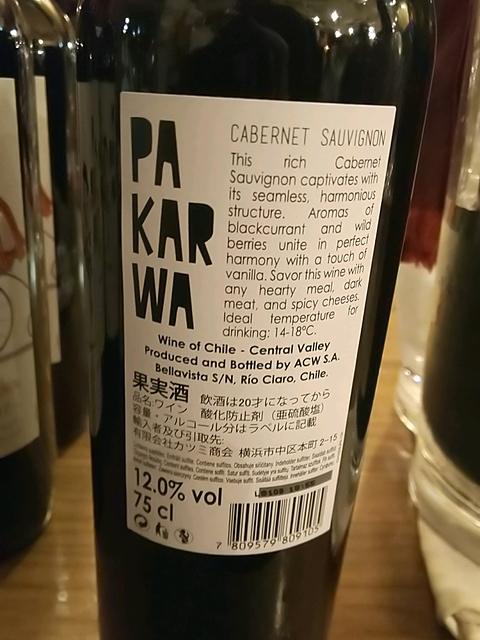 PA
KAR
WA
CABERNET SAUVIGNON
This rich Cabernet
Sauvignon captivates with
its seamless, harmonious
structure. Aromas of
blackcurrant and wild
berries unite in perfect
harmony with a touch of
vanilla. Savor this wine with
any hearty meal, dark
meat, and spicy cheeses.
Ideal temperature for
drinking: 14-18°C.
Wine of Chile - Central Valley
Produced and Bottled by ACW S.A.
Bellavista S/N, Río Claro, Chile.
果実酒 飲酒は20才になってから
品名:ワイン 酸化防止剤（亜硫酸塩）
容量・アルコール分はラベルに記載
輸入者及び引取先:
有限会社カツミ商会 横浜市中区本町 2-15
12.0% vol
75 cl
7 809579 809105